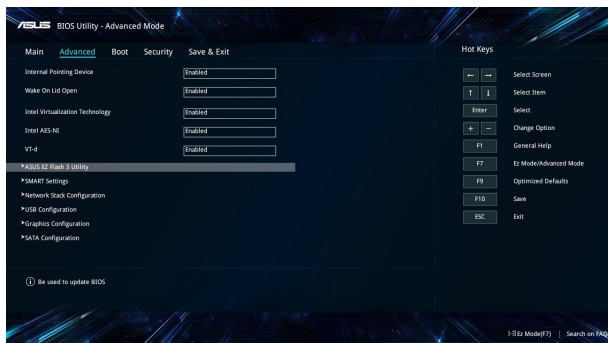 ASUS BIOS Utility - Advanced Mode
Main Advanced Boot Security Save & Exit
Hot Keys
Internal Pointing Device Enabled
Wake On Lid Open Enabled
Intel Virtualization Technology Enabled
Intel AES-NI Enabled
VT-d Enabled
ASUS EZ Flash 3 Utility
SMART Settings
Network Stack Configuration
USB Configuration
Graphics Configuration
SATA Configuration
← → Select Screen
↑ ↓ Select Item
Enter Select
+ − Change Option
F1 General Help
F7 Ez Mode/Advanced Mode
F9 Optimized Defaults
F10 Save
ESC Exit
Be used to update BIOS
Ez Mode(F7) | Search on FAQ